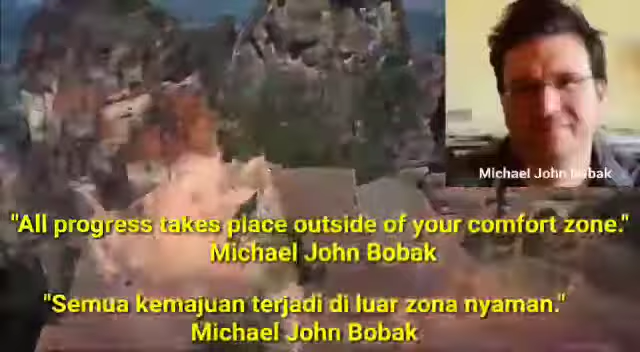 Michael John Bobak
"All progress takes place outside of your comfort zone."
Michael John Bobak
"Semua kemajuan terjadi di luar zona nyaman."
Michael John Bobak